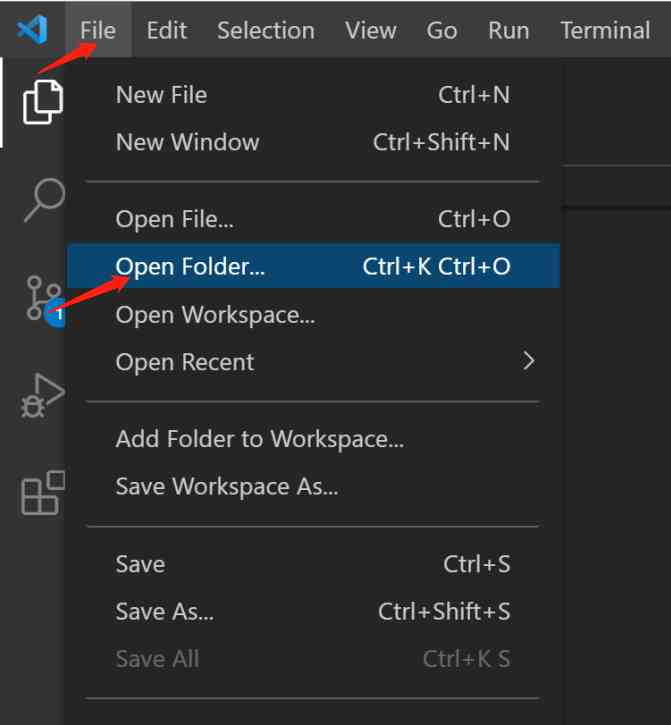 File Edit Selection View Go Run Terminal
New File Ctrl+N
New Window Ctrl+Shift+N
Open File... Ctrl+O
Open Folder... Ctrl+K Ctrl+O
1
Open Workspace...
Open Recent
Add Folder to Workspace...
Save Workspace As...
Save Ctrl+S
Save As... Ctrl+Shift+S
Save All Ctrl+K S